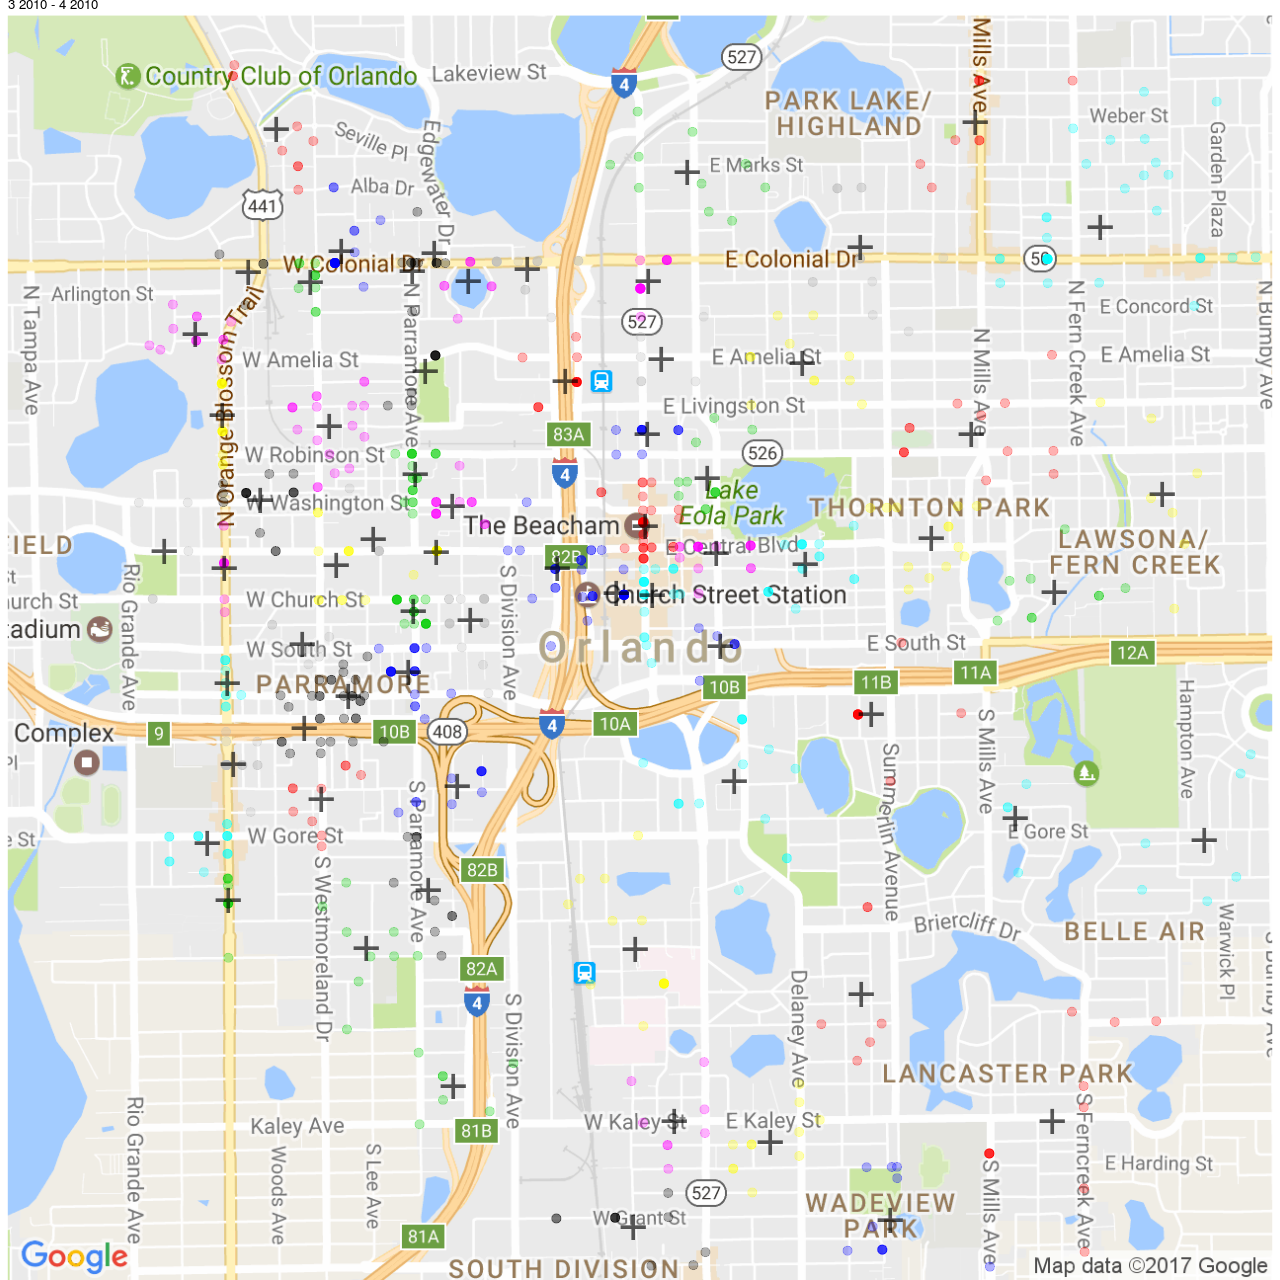 3 2010 - 4 2010
Country Club of Orlando
Lakeview St
4
527
Mills Ave
PARK LAKE/
HIGHLAND
Weber St
Garden Plaza
Seville Pl
Edgewater Dr
E Marks St
Alba Dr
441
W Colonial Dr
E Colonial Dr
50
Arlington St
N Tampa Ave
N Orange Blossom Trail
N Parramore Ave
527
E Concord St
N Fern Creek Ave
N Bumby Ave
W Amelia St
E Amelia St
N Mills Ave
E Amelia St
E Livingston St
83A
W Robinson St
526
4
W Washington St
Lake
Eola Park
THORNTON PARK
The Beacham
E Central Blvd
FIELD
82B
LAWSONA/
FERN CREEK
Rio Grande Ave
S Division Ave
W Church St
Church Street Station
tadium
W South St
Orlando
E South St
12A
11A
11B
PARRAMORE
10B
Hampton Ave
Complex
9
10B
408
4
10A
S Mills Ave
Summerlin Avenue
S Parramore Ave
W Gore St
E Gore St
e St
S Westmoreland Dr
82B
Briercliff Dr
BELLE AIR
Warwick Pl
82A
Delaney Ave
4
S Division Ave
LANCASTER PARK
Rio Grande Ave
Kaley Ave
81B
W Kaley St
E Kaley St
S Ferncreek Ave
Woods Ave
S Lee Ave
E Harding St
S Mills Ave
527
WADEVIEW
PARK
W Grant St
81A
Google
SOUTH DIVISION
Map data ©2017 Google